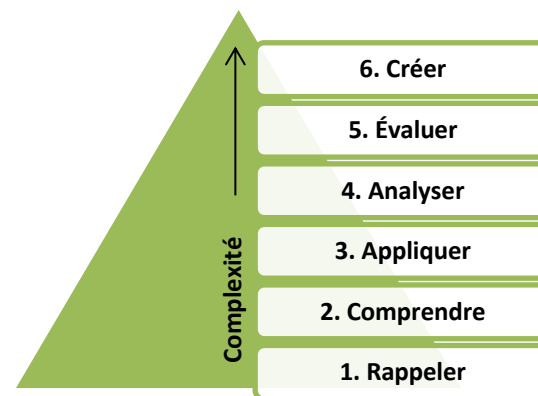 6. Créer
5. Évaluer
4. Analyser
3. Appliquer
2. Comprendre
1. Rappeler
Complexité